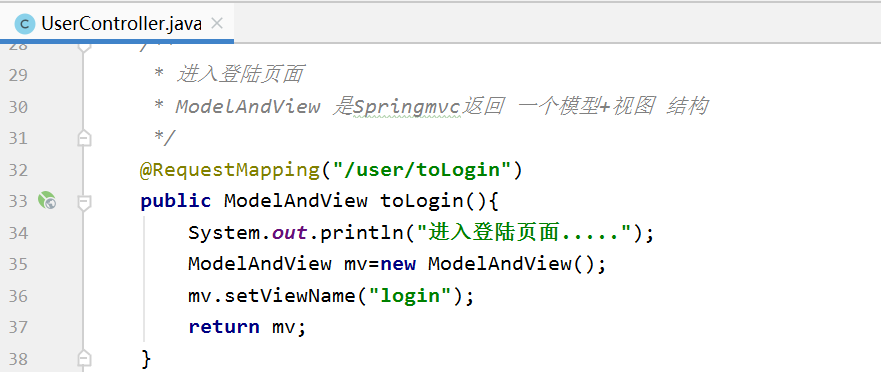 UserController.java
28 /**
29 * 进入登陆页面
30 * ModelAndView 是Springmvc返回 一个模型+视图 结构
31 */
32 @RequestMapping("/user/toLogin")
33 public ModelAndView toLogin(){
34 System.out.println("进入登陆页面.....");
35 ModelAndView mv=new ModelAndView();
36 mv.setViewName("login");
37 return mv;
38 }